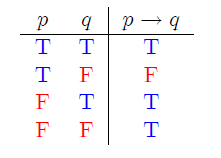 p q p → q
T T T
T F F
F T T
F F T